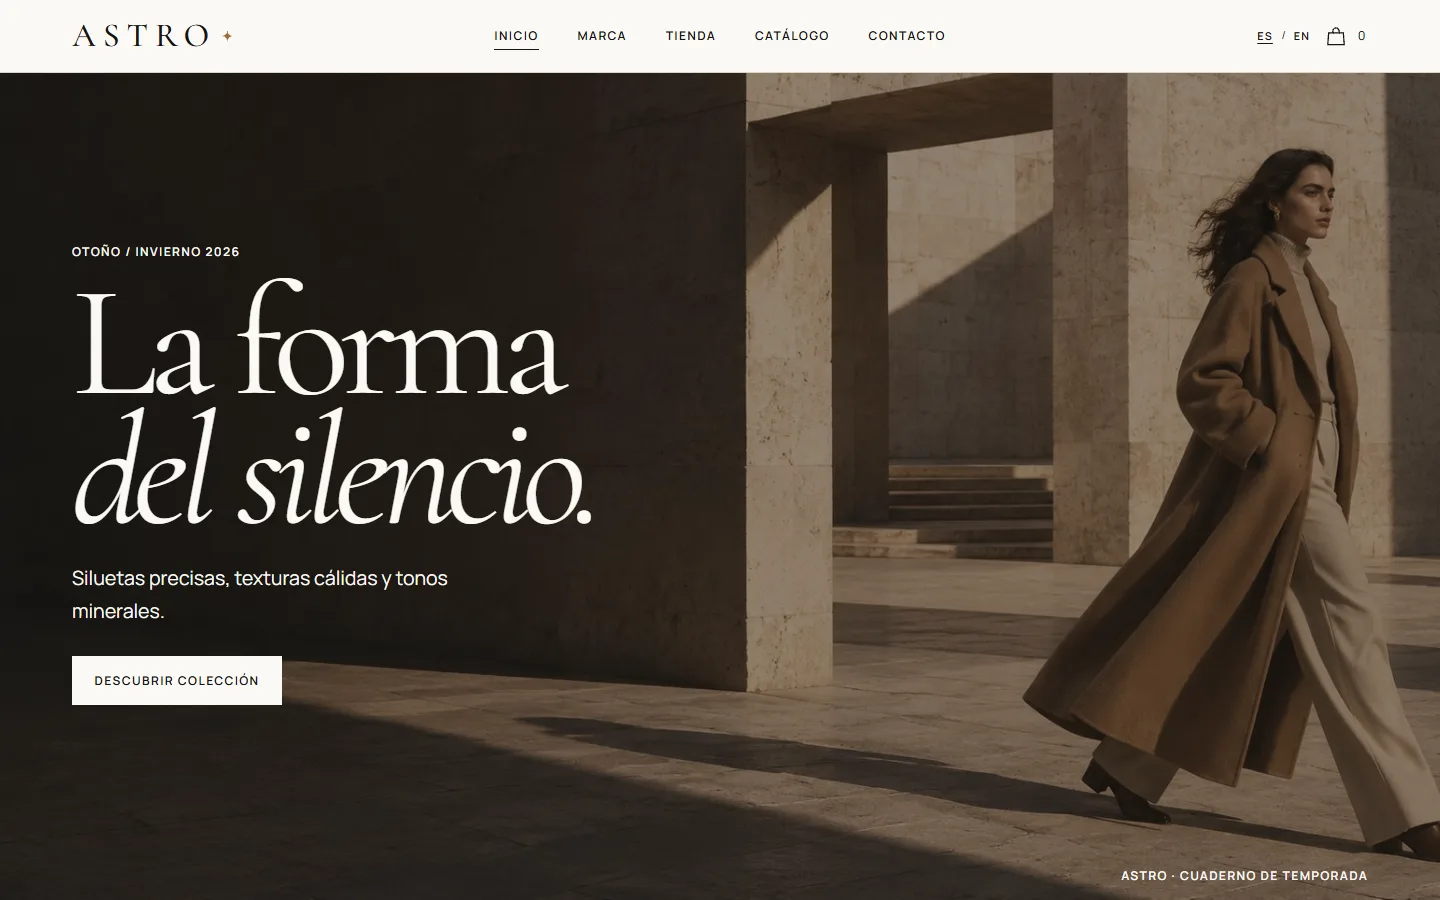 ASTRO
INICIO
MARCA
TIENDA
CATÁLOGO
CONTACTO
ES / EN
0
OTOÑO / INVIERNO 2026
La forma
del silencio.
Siluetas precisas, texturas cálidas y tonos
minerales.
DESCUBRIR COLECCIÓN
ASTRO · CUADERNO DE TEMPORADA